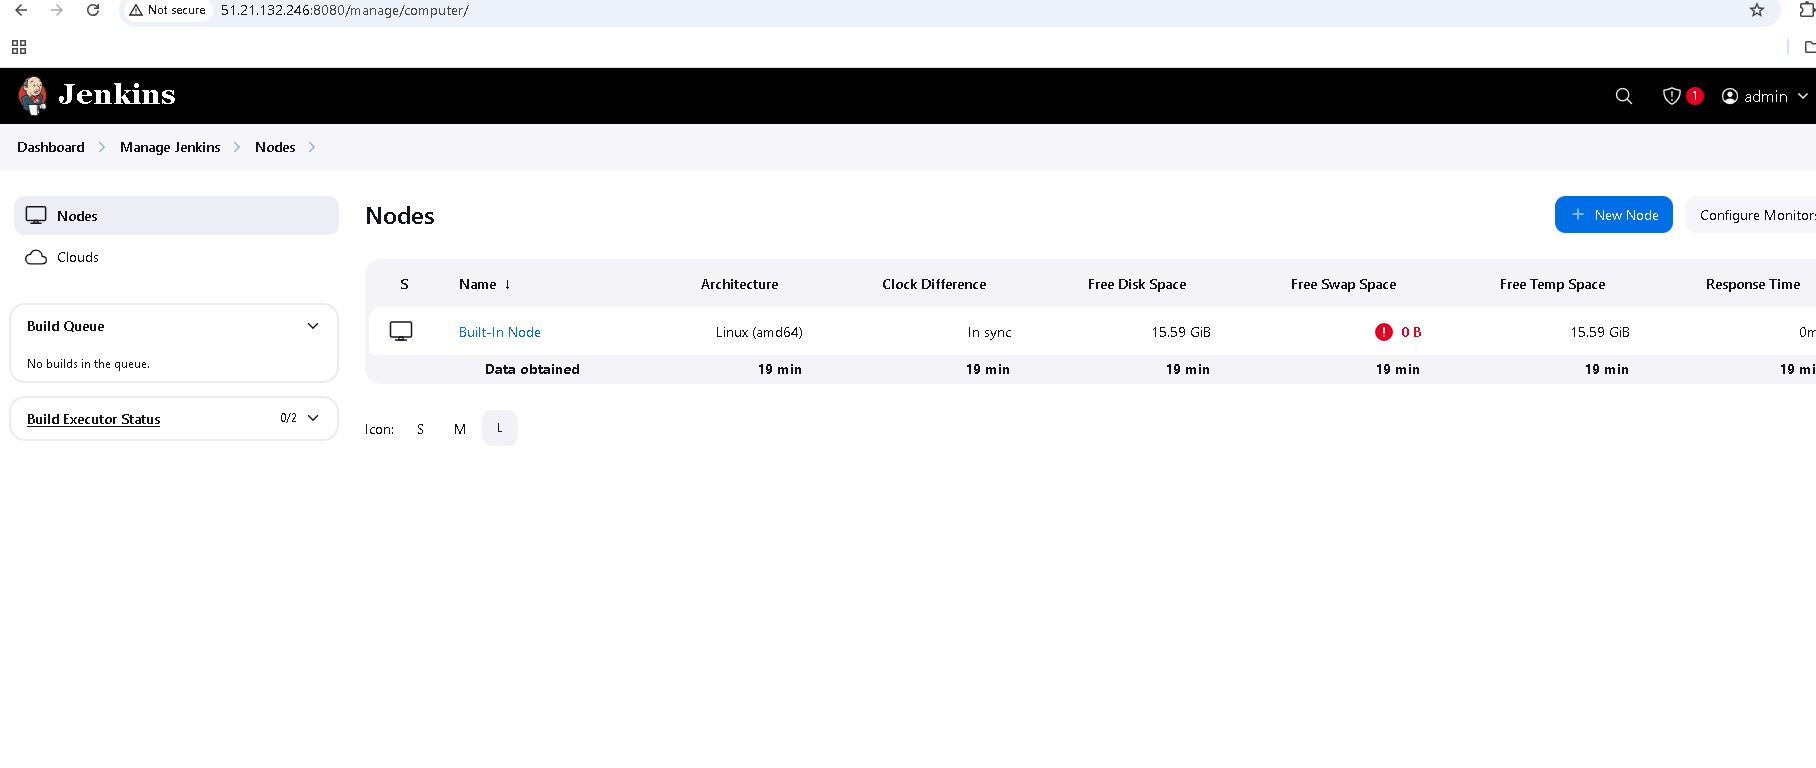 Not secure 51.21.132.246:8080/manage/computer/
Jenkins
1 admin
Dashboard Manage Jenkins Nodes
Nodes
Clouds
Build Queue
No builds in the queue.
Build Executor Status 0/2
Nodes
+ New Node Configure Monitors
S Name ↓ Architecture Clock Difference Free Disk Space Free Swap Space Free Temp Space Response Time
Built-In Node Linux (amd64) In sync 15.59 GiB 0 B 15.59 GiB 0m
Data obtained 19 min 19 min 19 min 19 min 19 min 19 mi
Icon: S M L